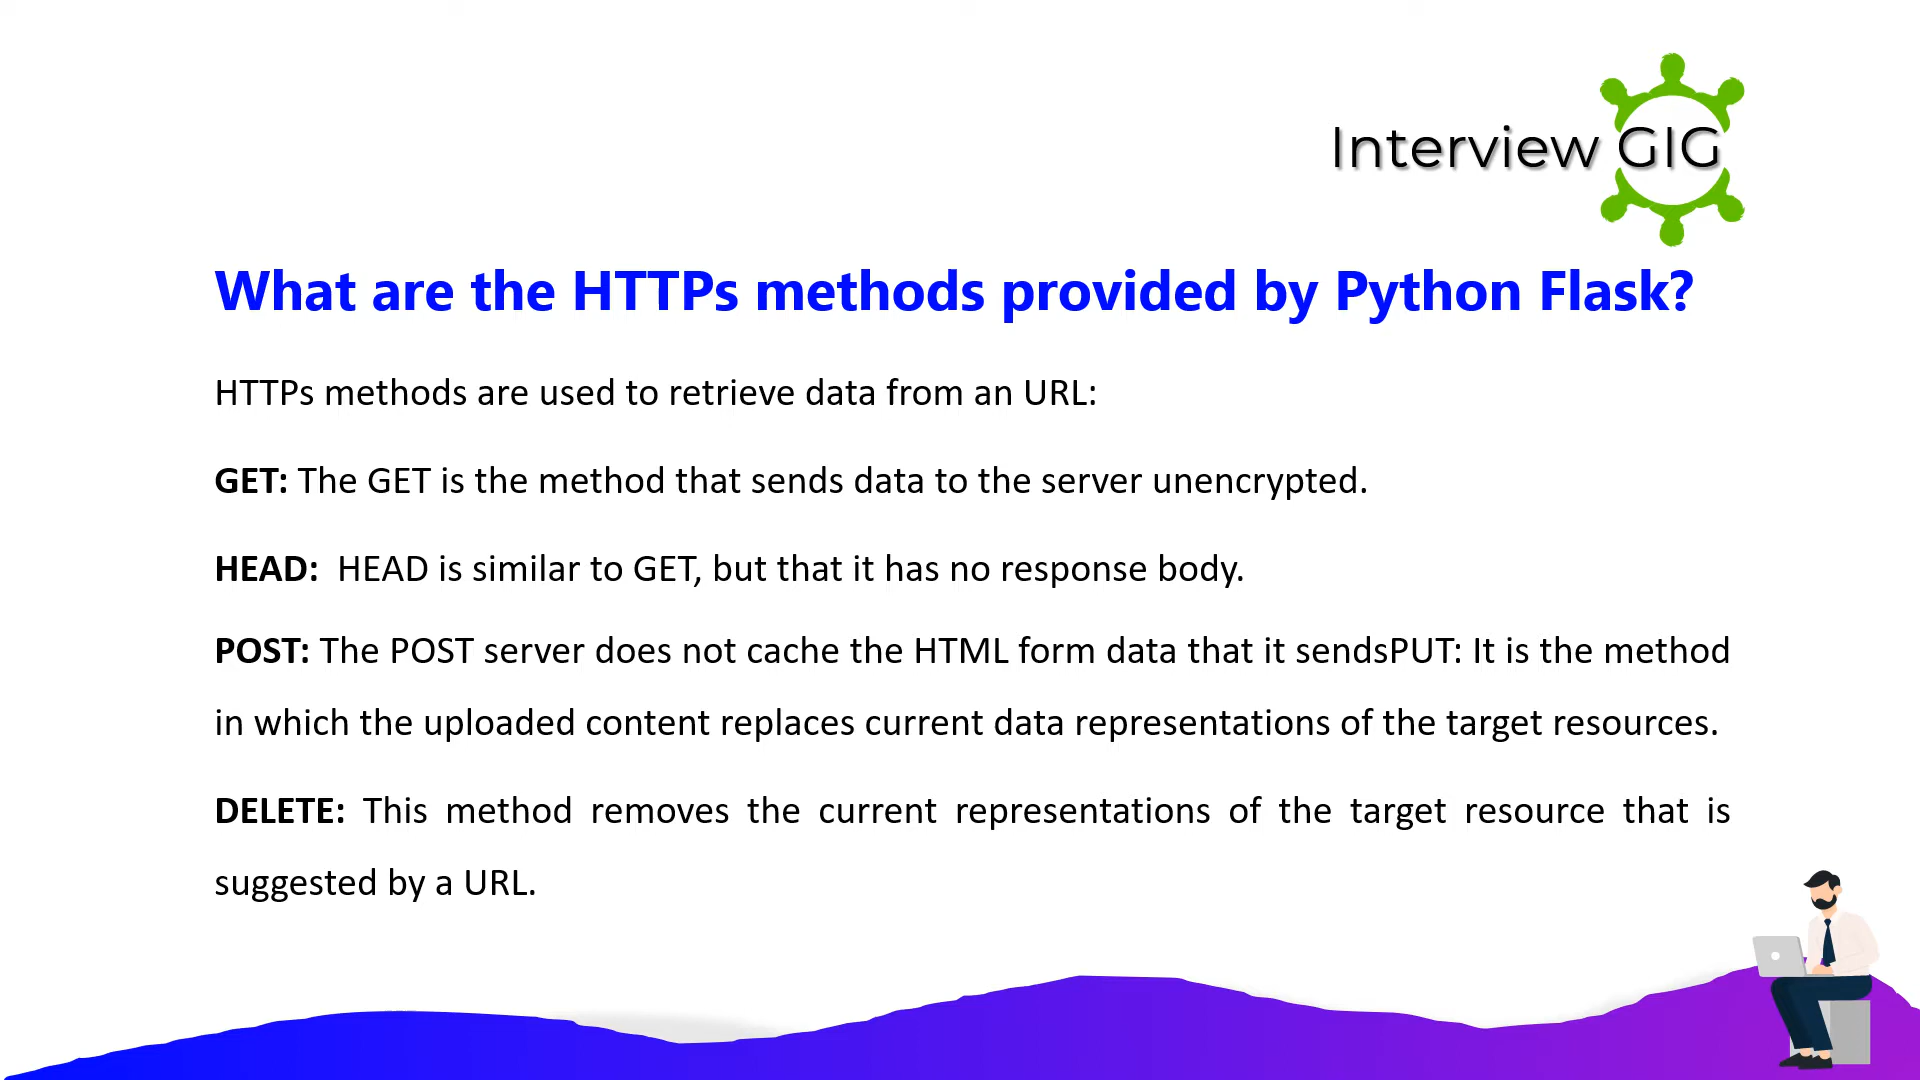 Interview GIG
What are the HTTPs methods provided by Python Flask?
HTTPs methods are used to retrieve data from an URL:
GET: The GET is the method that sends data to the server unencrypted.
HEAD: HEAD is similar to GET, but that it has no response body.
POST: The POST server does not cache the HTML form data that it sendsPUT: It is the method
in which the uploaded content replaces current data representations of the target resources.
DELETE: This method removes the current representations of the target resource that is
suggested by a URL.